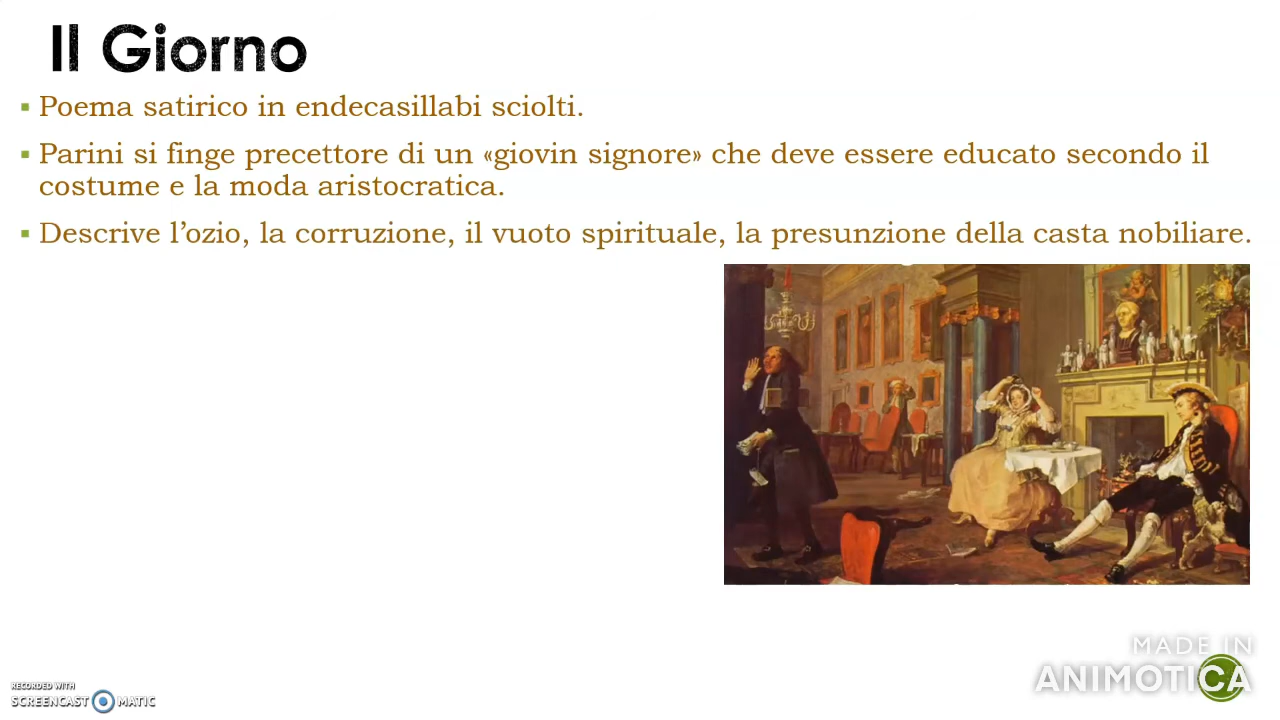 Il Giorno
▪ Poema satirico in endecasillabi sciolti.
▪ Parini si finge precettore di un «giovin signore» che deve essere educato secondo il
costume e la moda aristocratica.
▪ Descrive l’ozio, la corruzione, il vuoto spirituale, la presunzione della casta nobiliare.
MADE IN
ANIMOTICA
RECORDED WITH
SCREENCAST MATIC